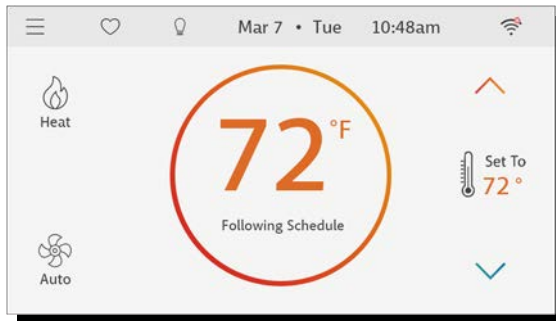 Mar 7 • Tue 10:48am
Heat
72°F
Set To
72°
Following Schedule
Auto